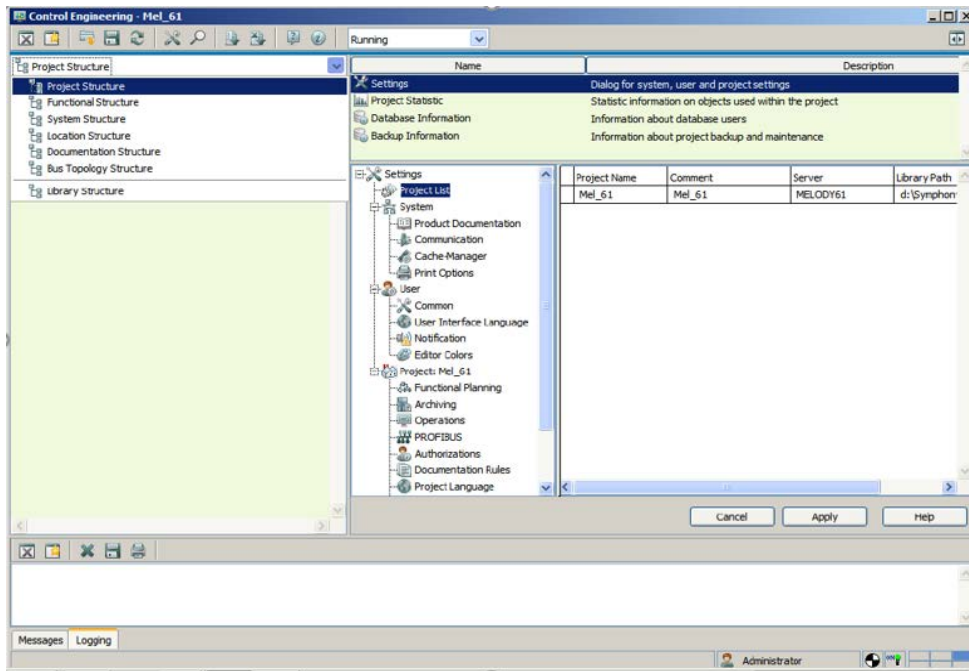 Control Engineering - Mel_61
Running
Project Structure
Project Structure
Functional Structure
System Structure
Location Structure
Documentation Structure
Bus Topology Structure
Library Structure
Name Description
Settings Dialog for system, user and project settings
Project Statistic Statistic information on objects used within the project
Database Information Information about database users
Backup Information Information about project backup and maintenance
Settings
Project List
System
Product Documentation
Communication
Cache-Manager
Print Options
User
Common
User Interface Language
Notification
Editor Colors
Project: Mel_61
Functional Planning
Archiving
Operations
PROFIBUS
Authorizations
Documentation Rules
Project Language
Project Name Comment Server Library Path
Mel_61 Mel_61 MELODY61 d:\Symphon
Cancel Apply Help
Messages Logging
Administrator